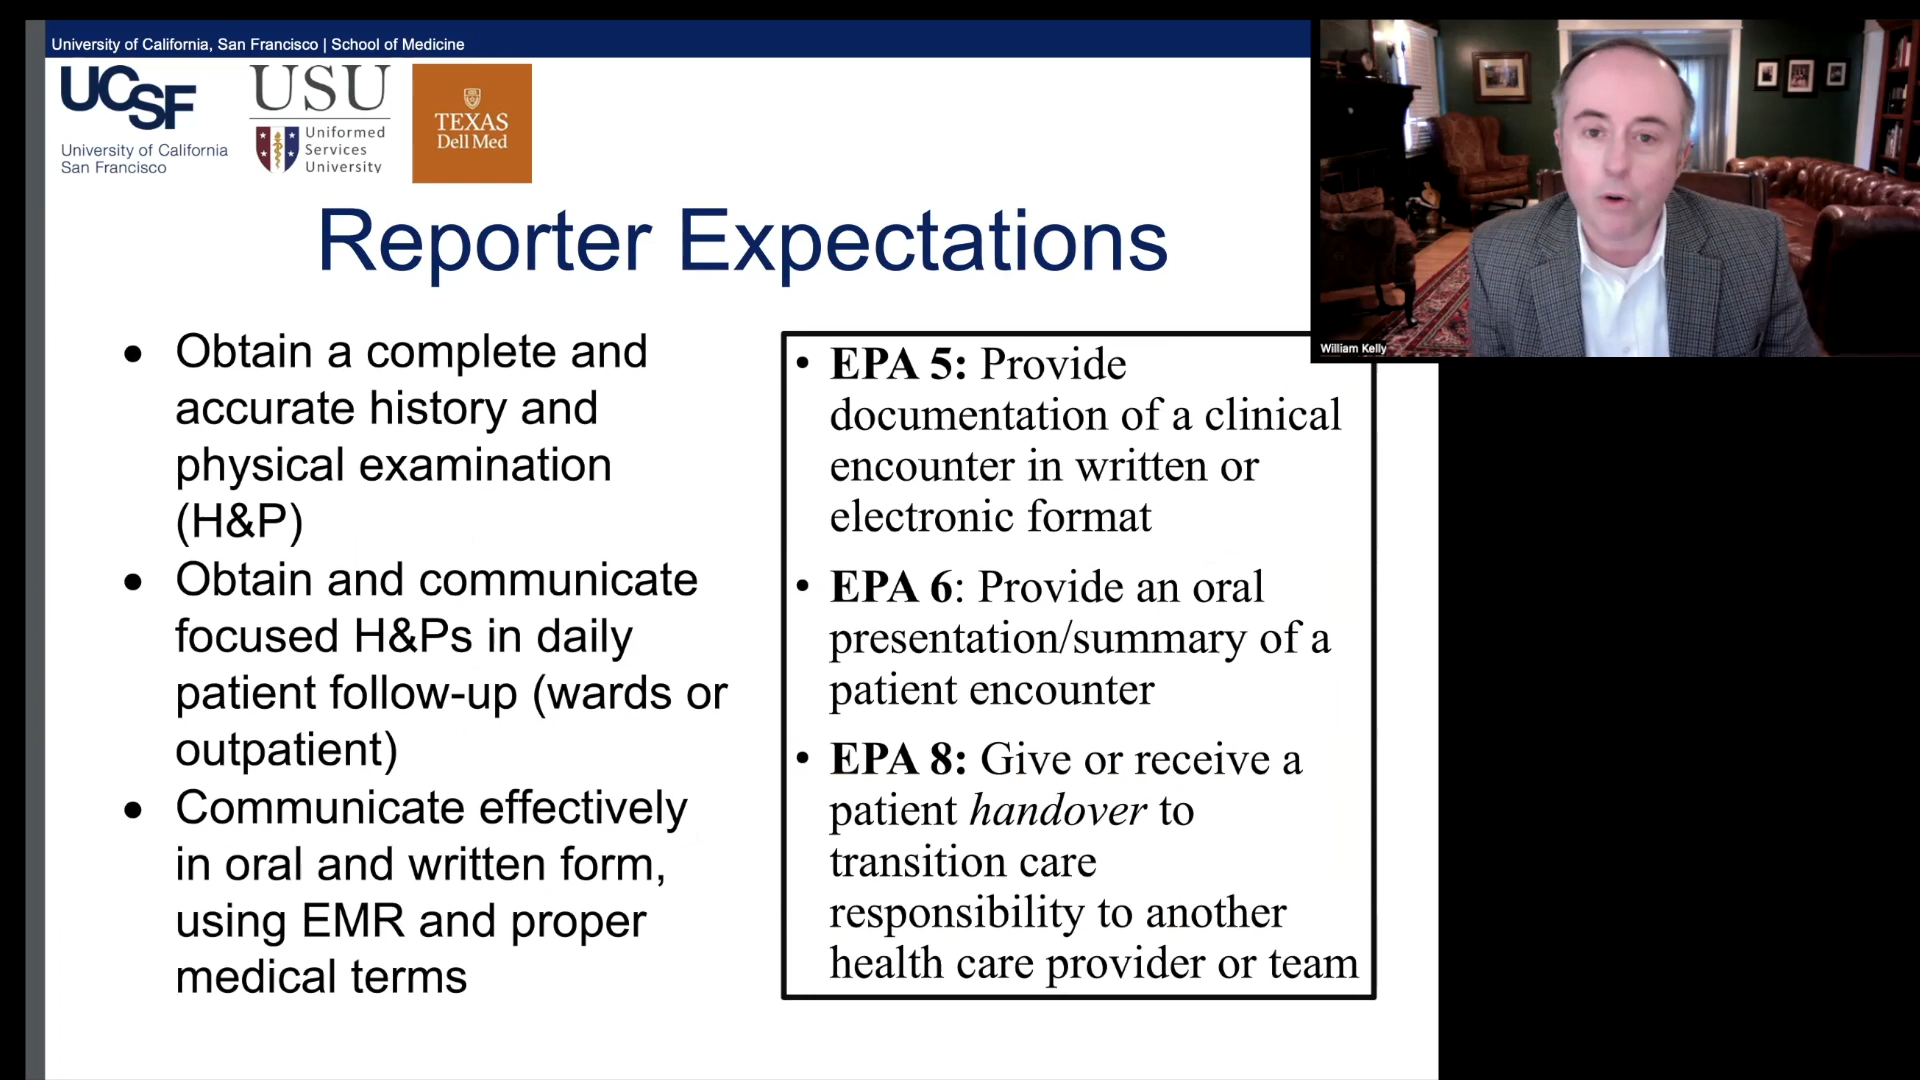 University of California, San Francisco | School of Medicine
UCSF
University of California
San Francisco
USU
Uniformed
Services
University
TEXAS
Dell Med
Reporter Expectations
• Obtain a complete and
accurate history and
physical examination
(H&P)
• Obtain and communicate
focused H&Ps in daily
patient follow-up (wards or
outpatient)
• Communicate effectively
in oral and written form,
using EMR and proper
medical terms
• EPA 5: Provide
documentation of a clinical
encounter in written or
electronic format
• EPA 6: Provide an oral
presentation/summary of a
patient encounter
• EPA 8: Give or receive a
patient handover to
transition care
responsibility to another
health care provider or team
William Kelly